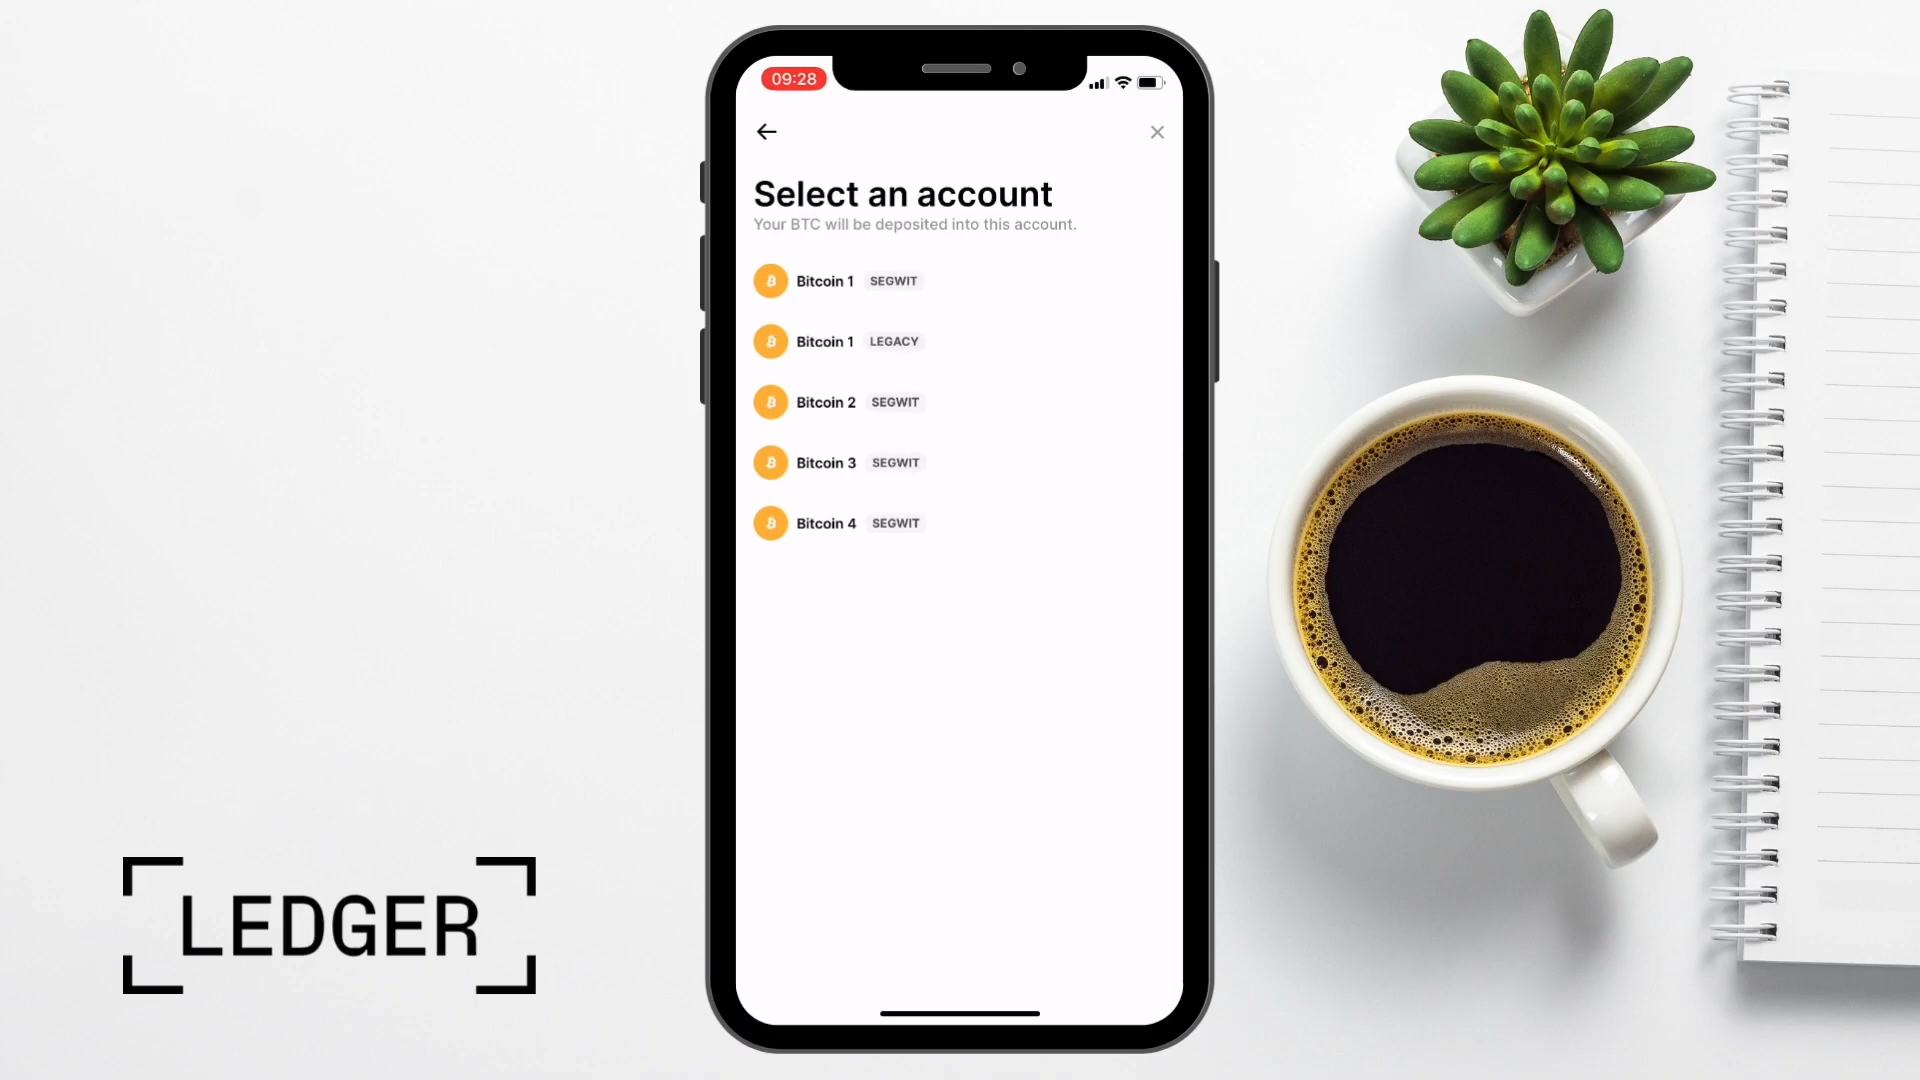 09:28
Select an account
Your BTC will be deposited into this account.
Bitcoin 1 SEGWIT
Bitcoin 1 LEGACY
Bitcoin 2 SEGWIT
Bitcoin 3 SEGWIT
Bitcoin 4 SEGWIT
LEDGER